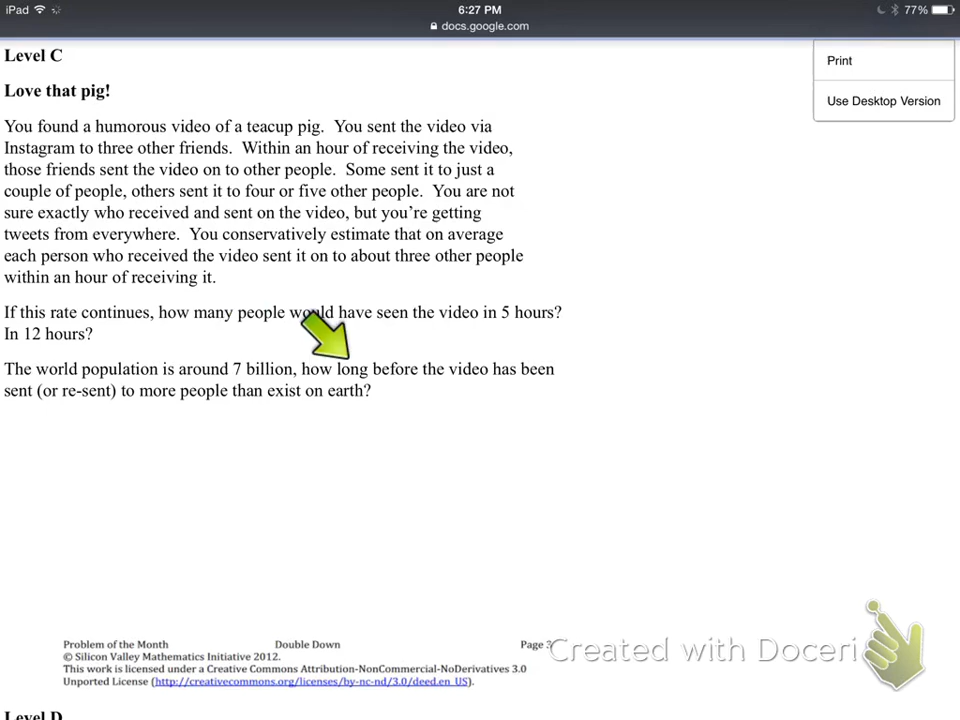 iPad
6:27 PM
77%
docs.google.com
Print
Use Desktop Version
Level C
Love that pig!
You found a humorous video of a teacup pig. You sent the video via
Instagram to three other friends. Within an hour of receiving the video,
those friends sent the video on to other people. Some sent it to just a
couple of people, others sent it to four or five other people. You are not
sure exactly who received and sent on the video, but you’re getting
tweets from everywhere. You conservatively estimate that on average
each person who received the video sent it on to about three other people
within an hour of receiving it.
If this rate continues, how many people would have seen the video in 5 hours?
In 12 hours?
The world population is around 7 billion, how long before the video has been
sent (or re-sent) to more people than exist on earth?
Problem of the Month Double Down Page 3
© Silicon Valley Mathematics Initiative 2012.
This work is licensed under a Creative Commons Attribution-NonCommercial-NoDerivatives 3.0
Unported License (http://creativecommons.org/licenses/by-nc-nd/3.0/deed.en_US).
Created with Doceri
Level D